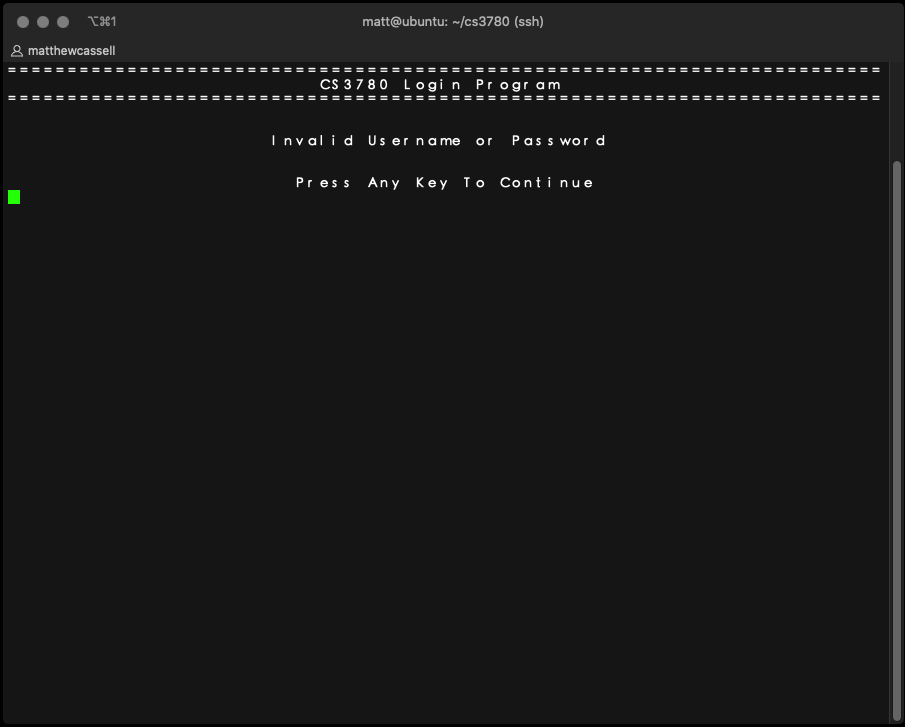 ⌥⌘1 matt@ubuntu: ~/cs3780 (ssh)
matthewcassell
=========================================================================
CS3780 Login Program
=========================================================================
Invalid Username or Password
Press Any Key To Continue